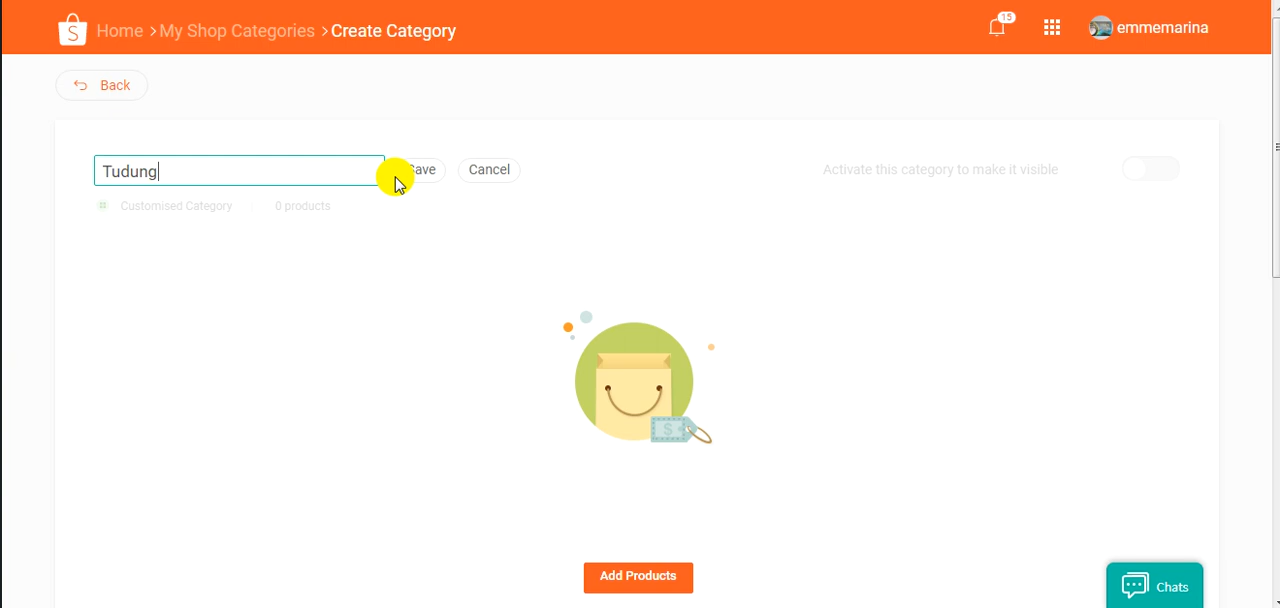 Home >My Shop Categories >Create Category
15
emmemarina
Back
Tudung
Save
Cancel
Activate this category to make it visible
Customised Category
0 products
$
Add Products
Chats